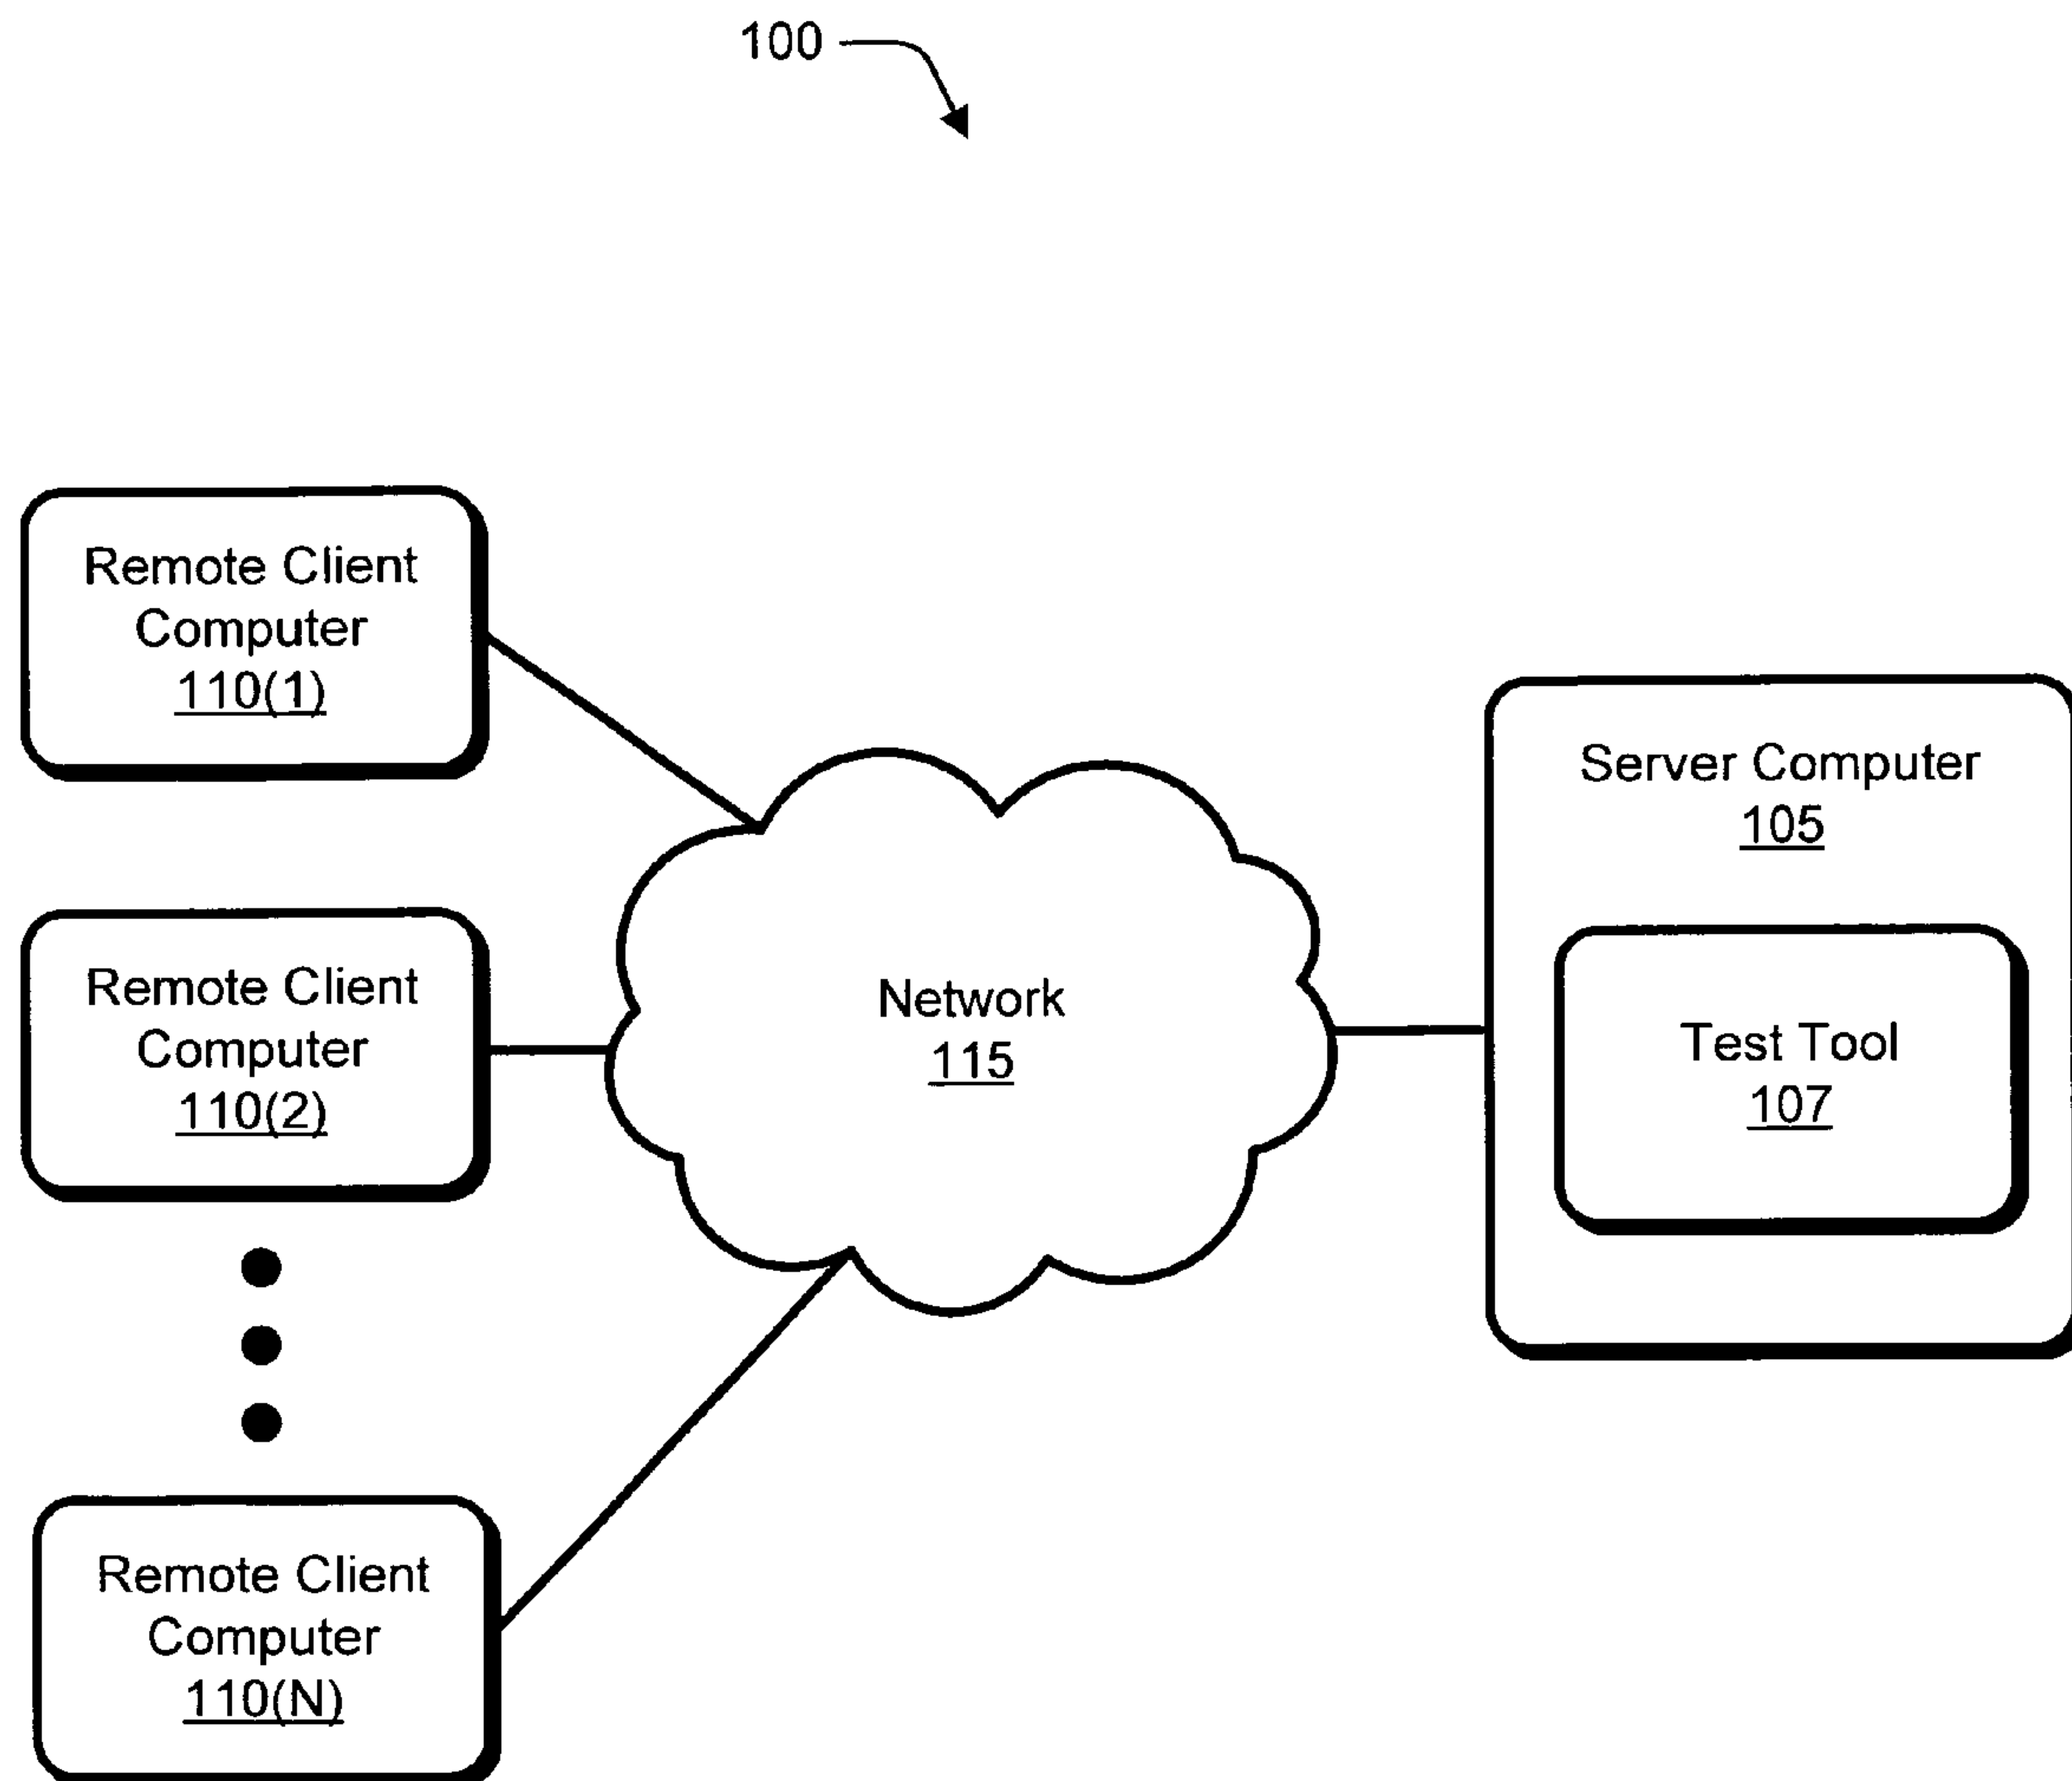 100
Remote Client
Computer
110(1)
Remote Client
Computer
110(2)
Remote Client
Computer
110(N)
Network
115
Server Computer
105
Test Tool
107